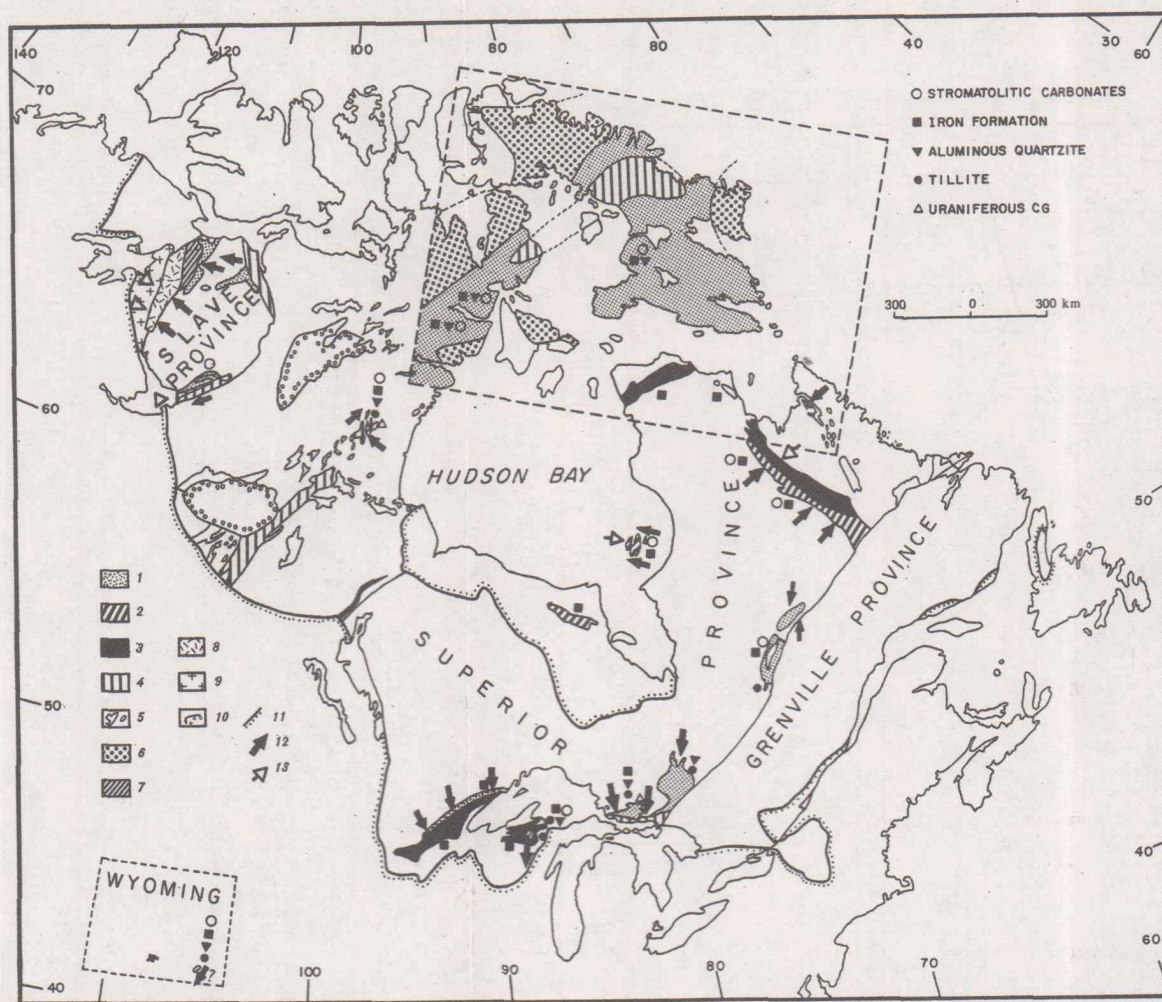 140 120 100 80 60 40 30 60
70
○ STROMATOLITIC CARBONATES
■ IRON FORMATION
▼ ALUMINOUS QUARTZITE
● TILLITE
△ URANIFEROUS CG
300 0 300 km
SLAVE
PROVINCE
60
HUDSON BAY
50
PROVINCE
GRENVILLE PROVINCE
SUPERIOR
1
2
3 8
4 9
5 10 11
6 12
7 13
50
40
WYOMING
?
40 100 90 80 70 60